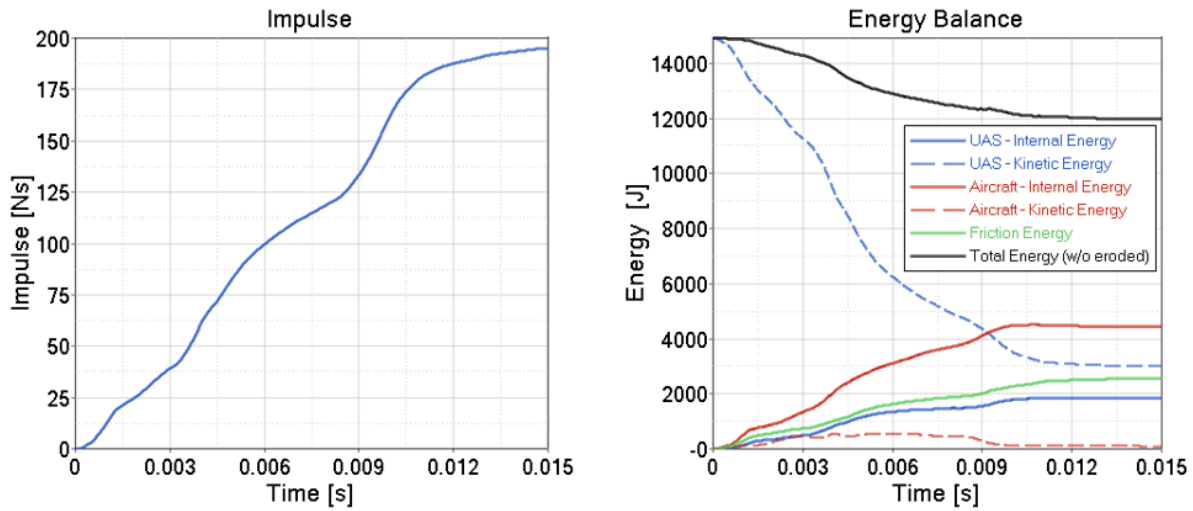 Impulse
Impulse [Ns]
200
175
150
125
100
75
50
25
0
0 0.003 0.006 0.009 0.012 0.015
Time [s]
Energy Balance
Energy [J]
14000
12000
10000
8000
6000
4000
2000
-0
UAS - Internal Energy
UAS - Kinetic Energy
Aircraft - Internal Energy
Aircraft - Kinetic Energy
Friction Energy
Total Energy (w/o eroded)
0 0.003 0.006 0.009 0.012 0.015
Time [s]